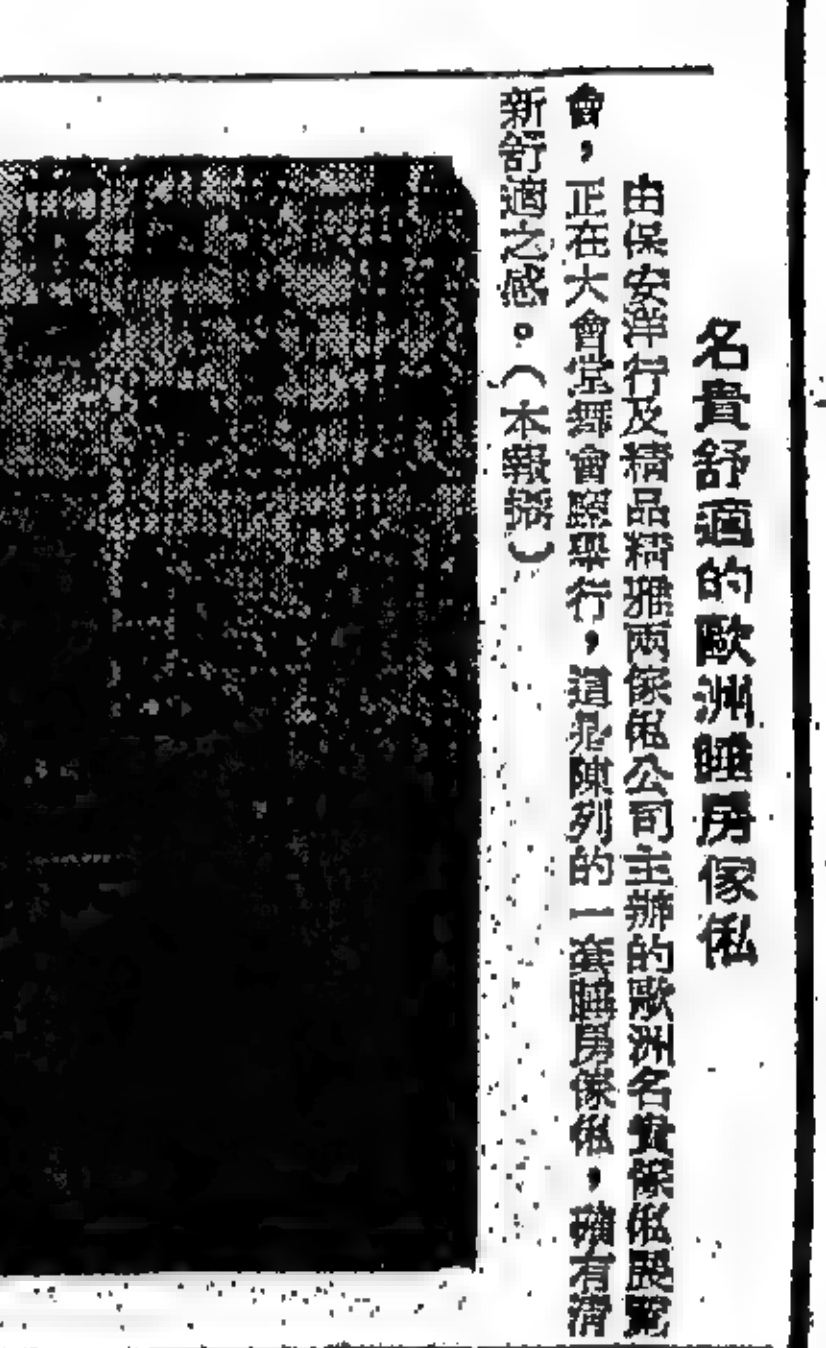 名貴舒適的歐洲睡房傢俬
由保安洋行及精品精雅兩傢俬公司主辦的歐洲名貴傢俬展覽
會，正在大會堂舞會廳舉行，這是陳列的一套睡房傢俬，確有清
新舒適之感。（本報攝）